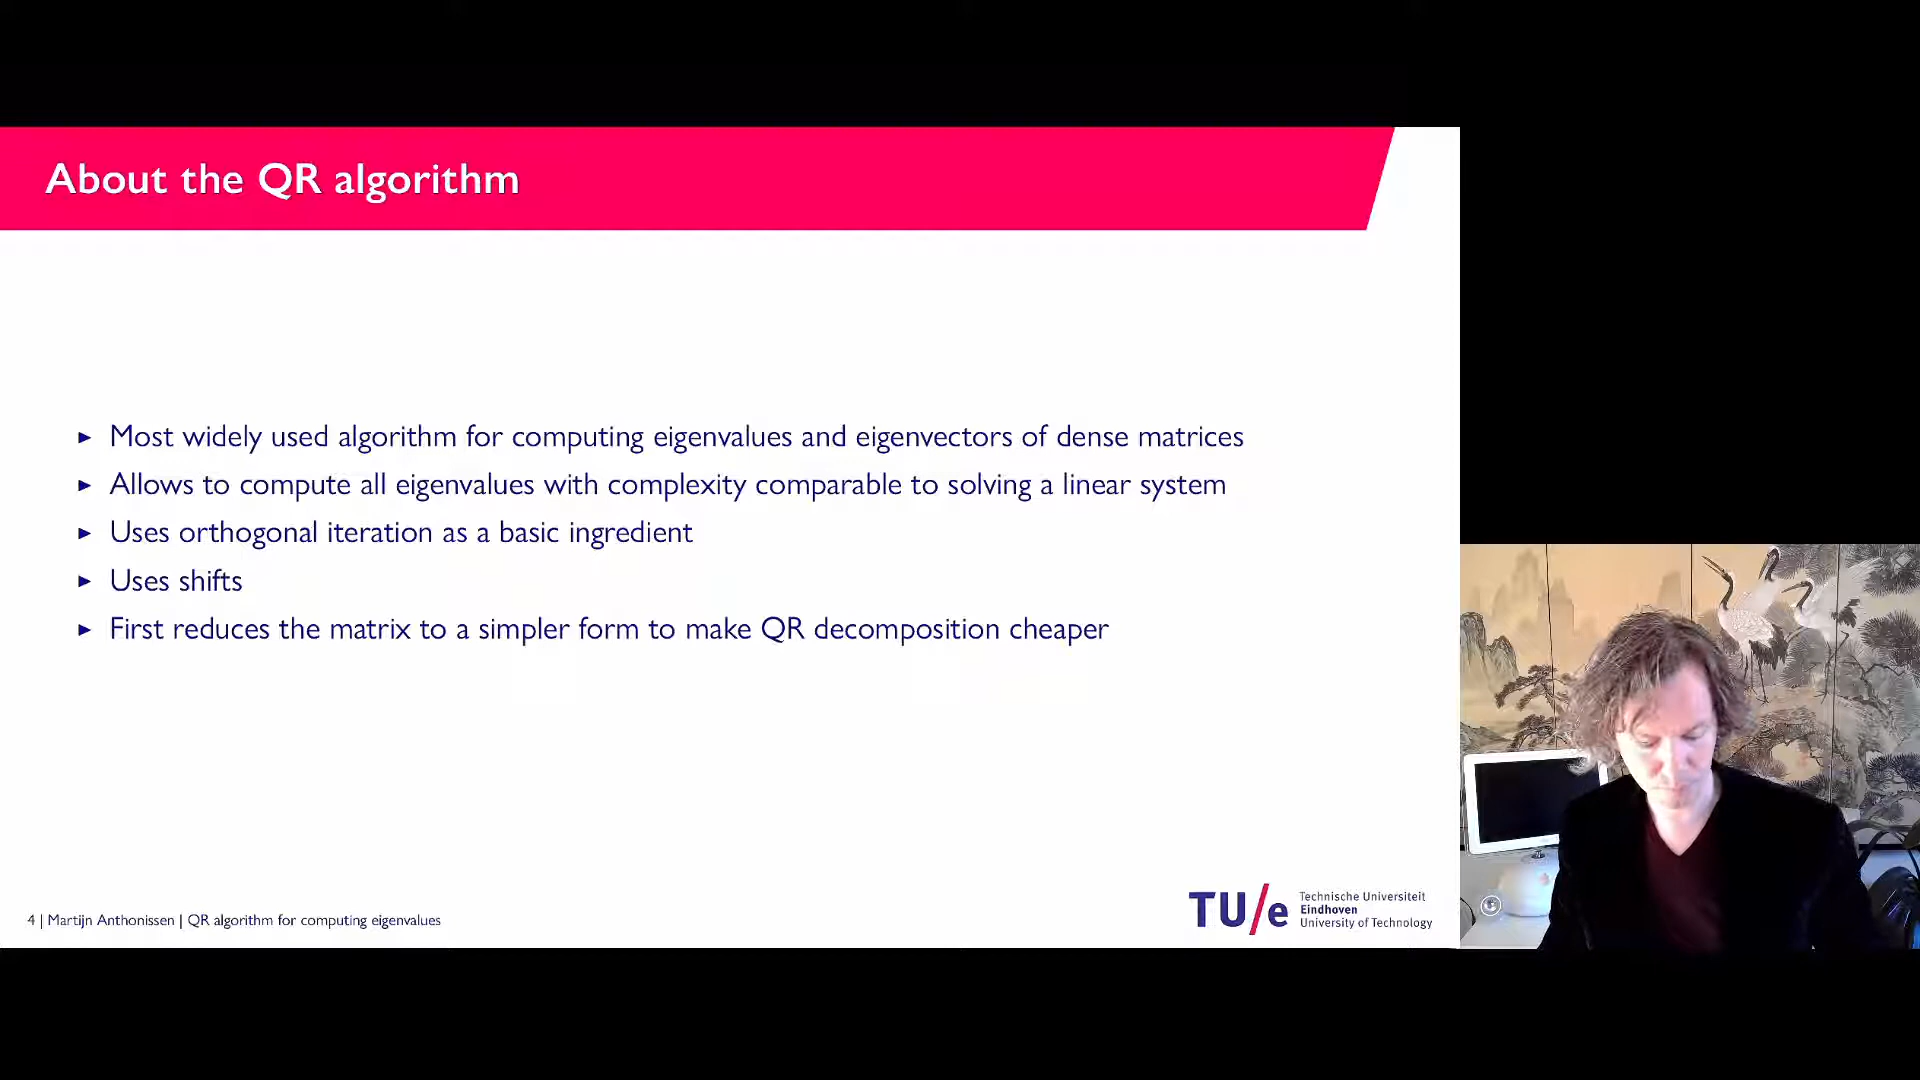 About the QR algorithm
► Most widely used algorithm for computing eigenvalues and eigenvectors of dense matrices
► Allows to compute all eigenvalues with complexity comparable to solving a linear system
► Uses orthogonal iteration as a basic ingredient
► Uses shifts
► First reduces the matrix to a simpler form to make QR decomposition cheaper
4 | Martijn Anthonissen | QR algorithm for computing eigenvalues
TU/e
Technische Universiteit
Eindhoven
University of Technology